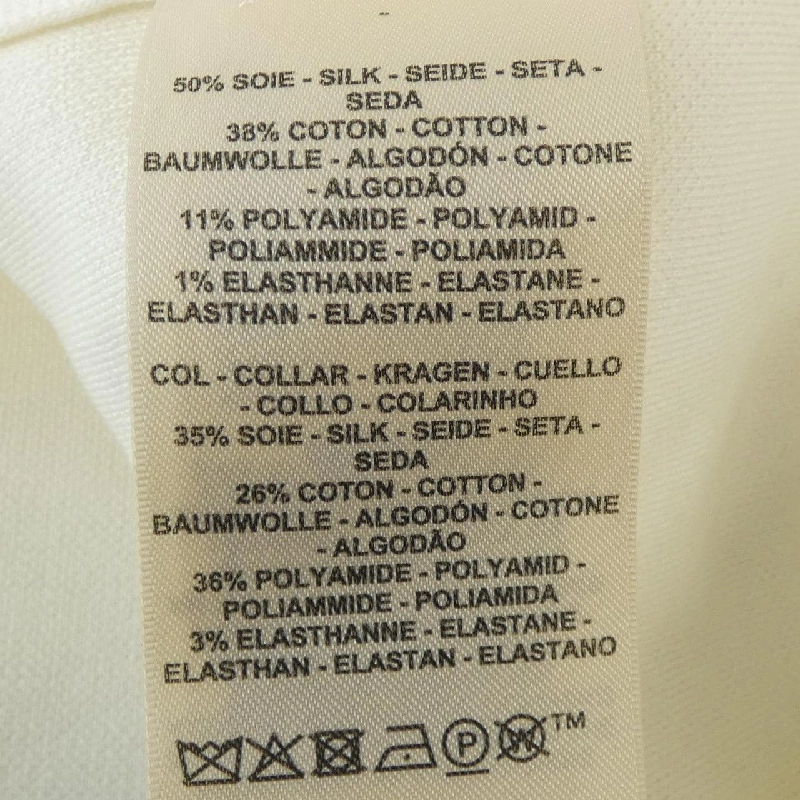 50% SOIE - SILK - SEIDE - SETA -
SEDA
38% COTON - COTTON -
BAUMWOLLE - ALGODÓN - COTONE
- ALGODÃO
11% POLYAMIDE - POLYAMID -
POLIAMMIDE - POLIAMIDA
1% ELASTHANNE - ELASTANE -
ELASTHAN - ELASTAN - ELASTANO
COL - COLLAR - KRAGEN - CUELLO
- COLLO - COLARINHO
35% SOIE - SILK - SEIDE - SETA -
SEDA
26% COTON - COTTON -
BAUMWOLLE - ALGODÓN - COTONE
- ALGODÃO
36% POLYAMIDE - POLYAMID -
POLIAMMIDE - POLIAMIDA
3% ELASTHANNE - ELASTANE -
ELASTHAN - ELASTAN - ELASTANO
P W TM